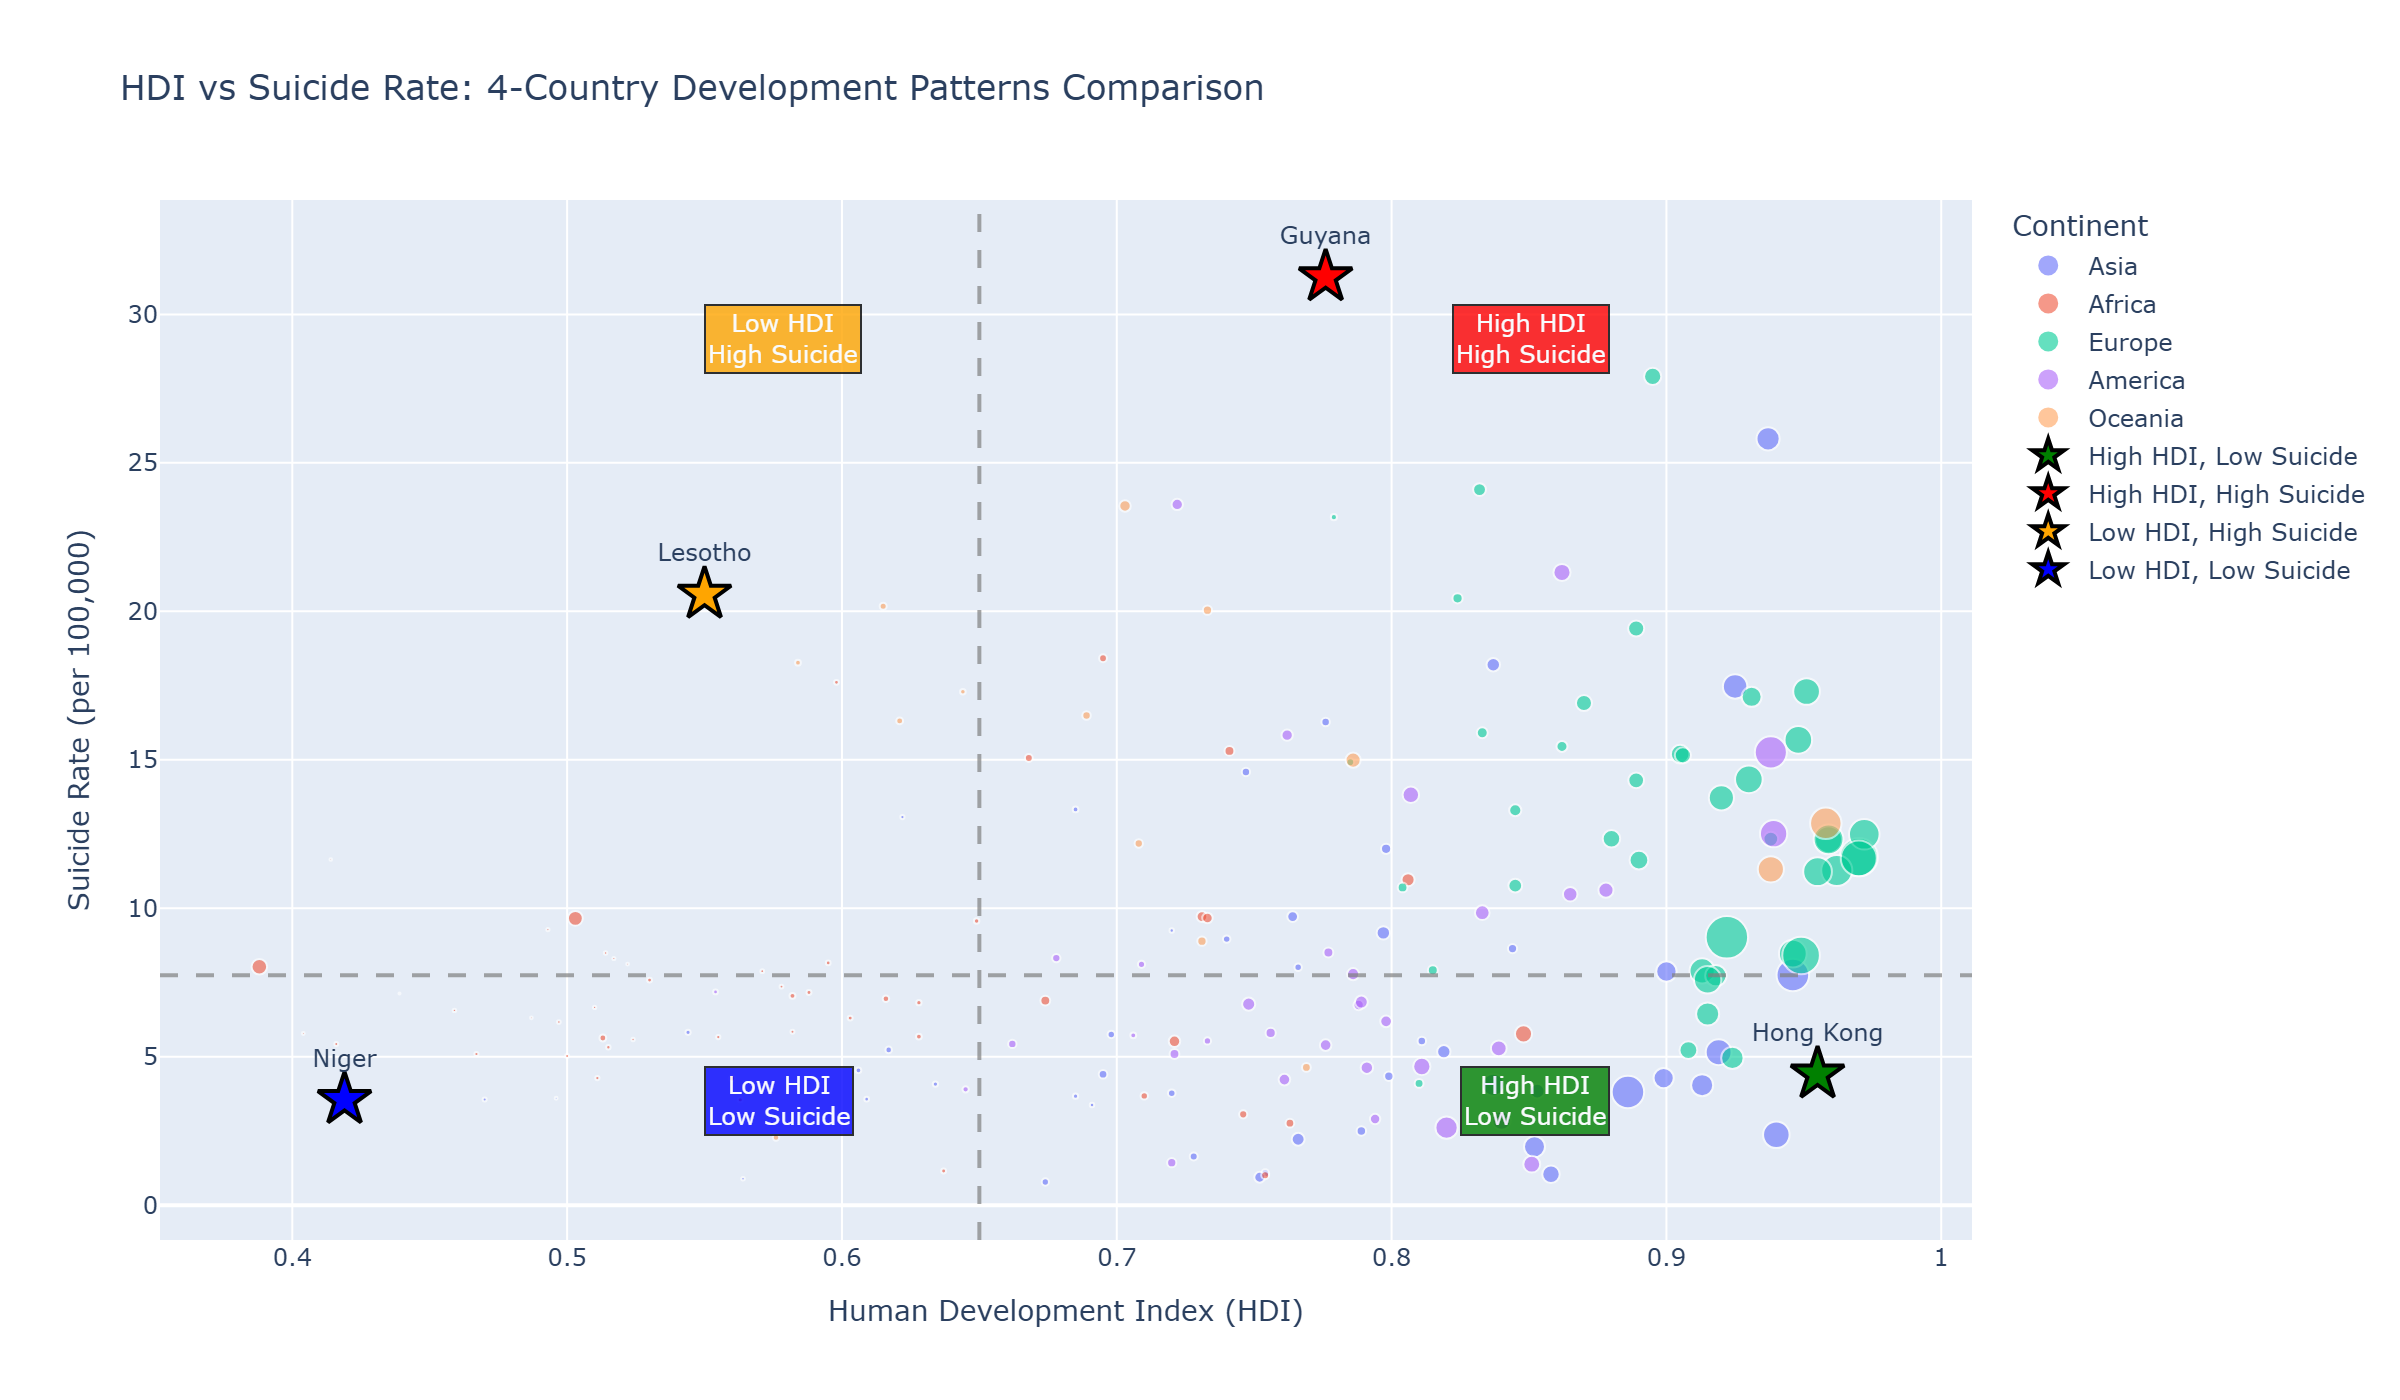 HDI vs Suicide Rate: 4-Country Development Patterns Comparison
Continent
Asia
Africa
Europe
America
Oceania
High HDI, Low Suicide
High HDI, High Suicide
Low HDI, High Suicide
Low HDI, Low Suicide
Guyana
Low HDI
High Suicide
High HDI
High Suicide
Lesotho
Hong Kong
Niger
Low HDI
Low Suicide
High HDI
Low Suicide
Suicide Rate (per 100,000)
30
25
20
15
10
5
0
0.4
0.5
0.6
0.7
0.8
0.9
1
Human Development Index (HDI)